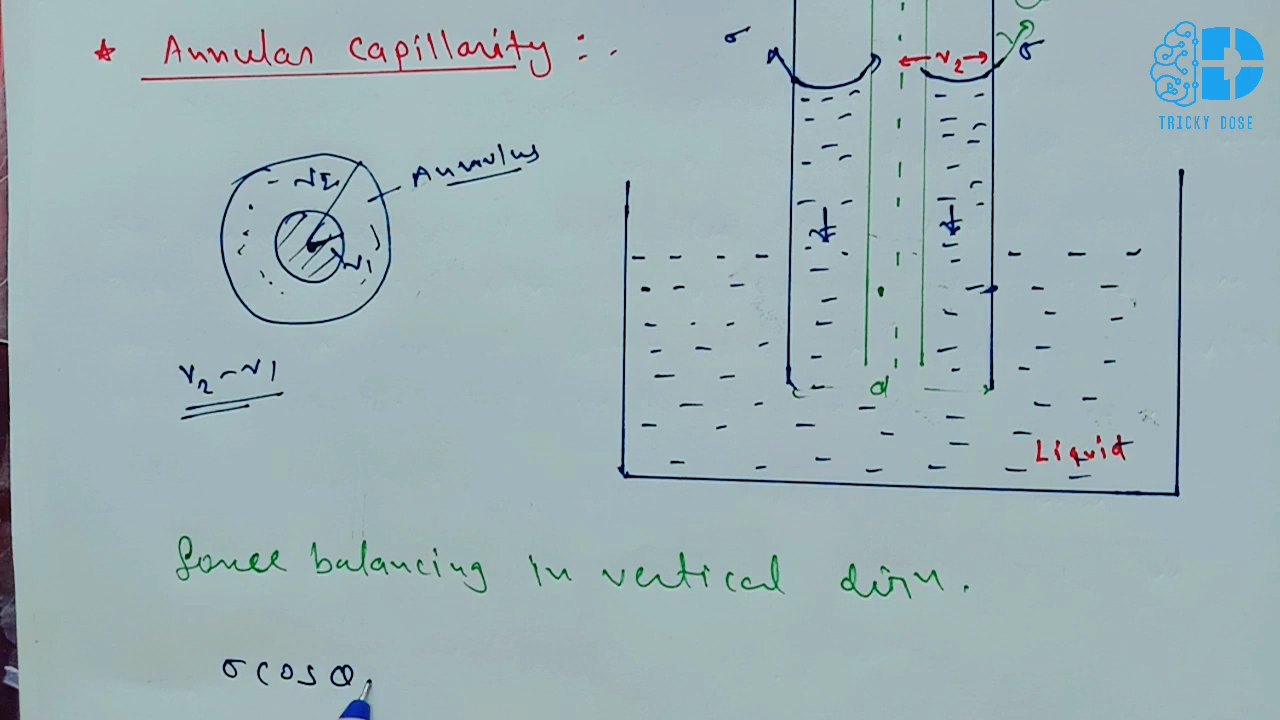 * Annular capillarity :-
σ
r₂
σ
TRICKY DOSE
r₂
Annulus
r₁
r₂-r₁
d
Liquid
force balancing in vertical dirn.
σ cos θ